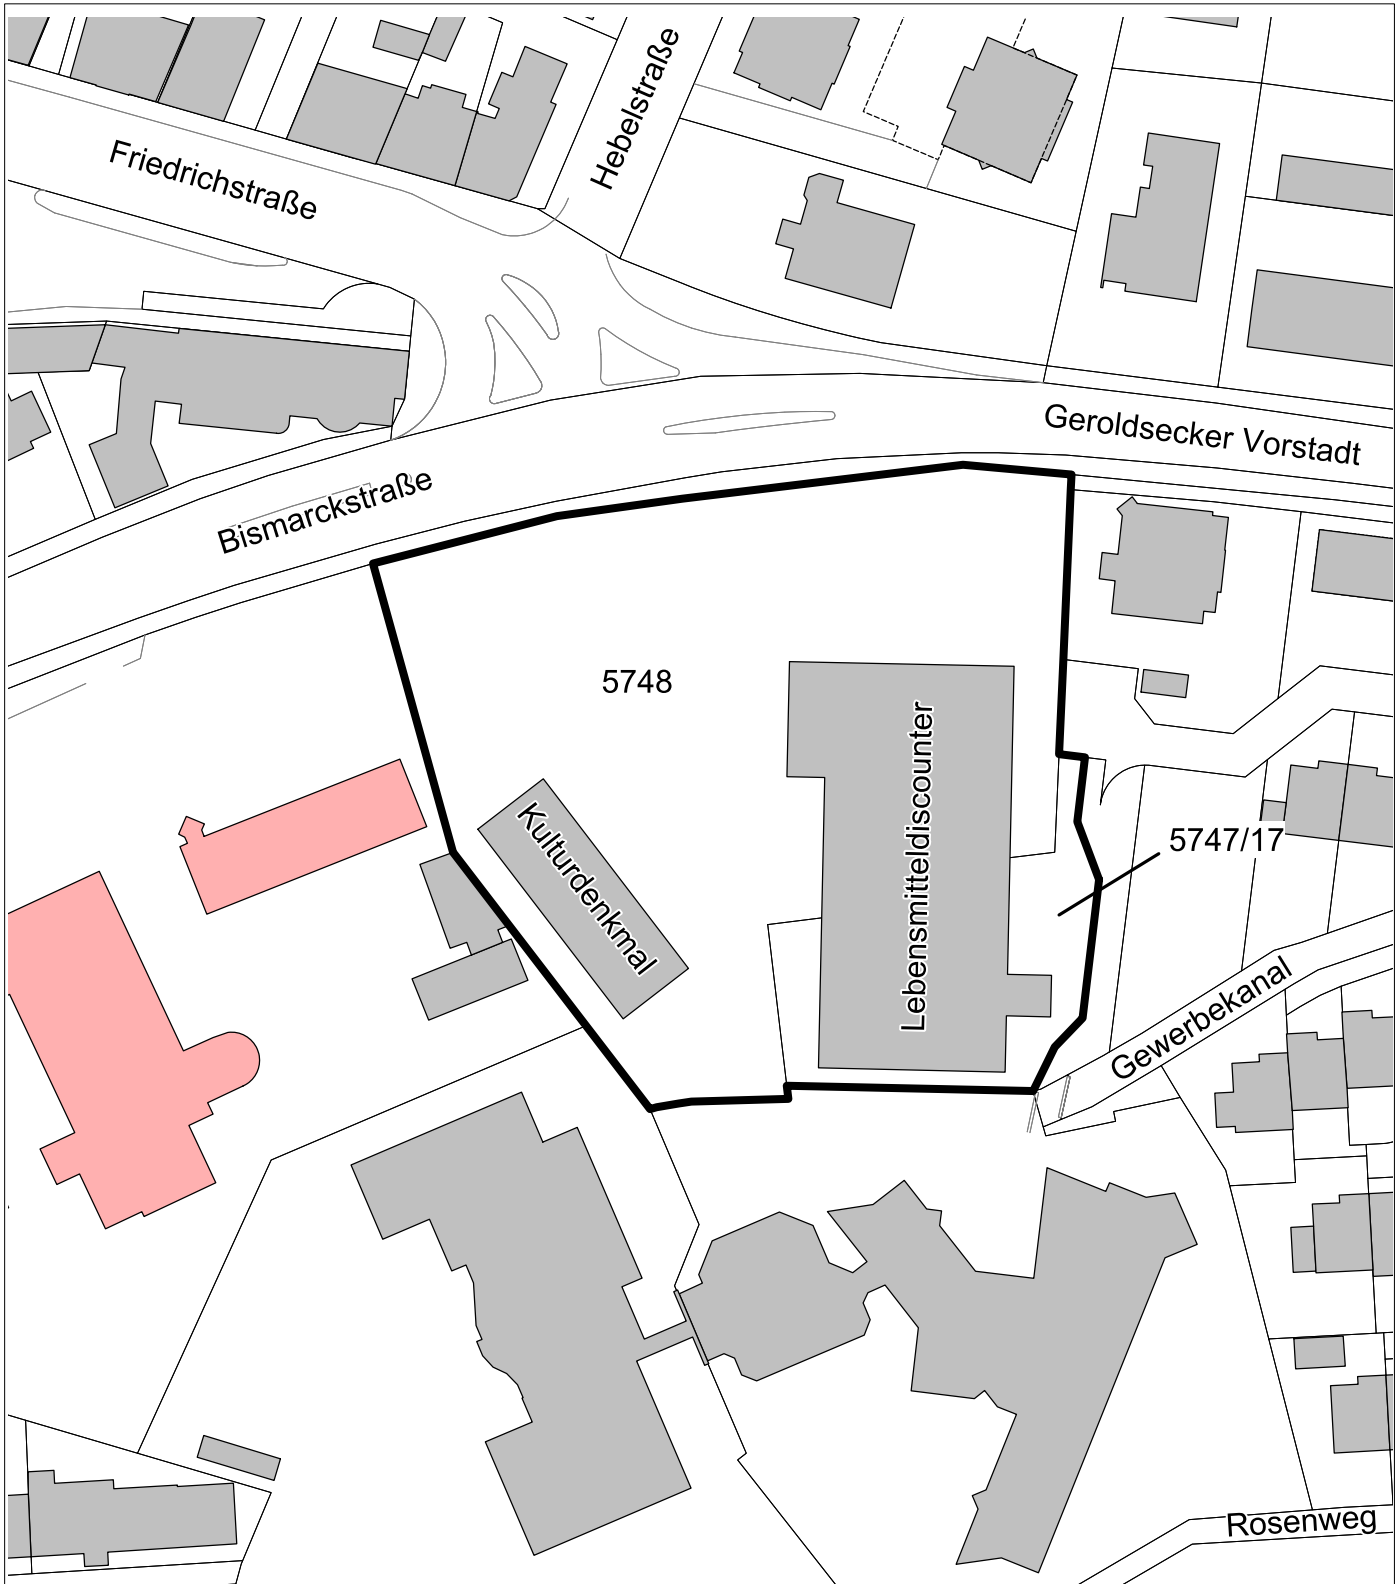 Hebelstraße
Friedrichstraße
Geroldsecker Vorstadt
Bismarckstraße
5748
Lebensmitteldiscounter
Kulturdenkmal
5747/17
Gewerbekanal
Rosenweg